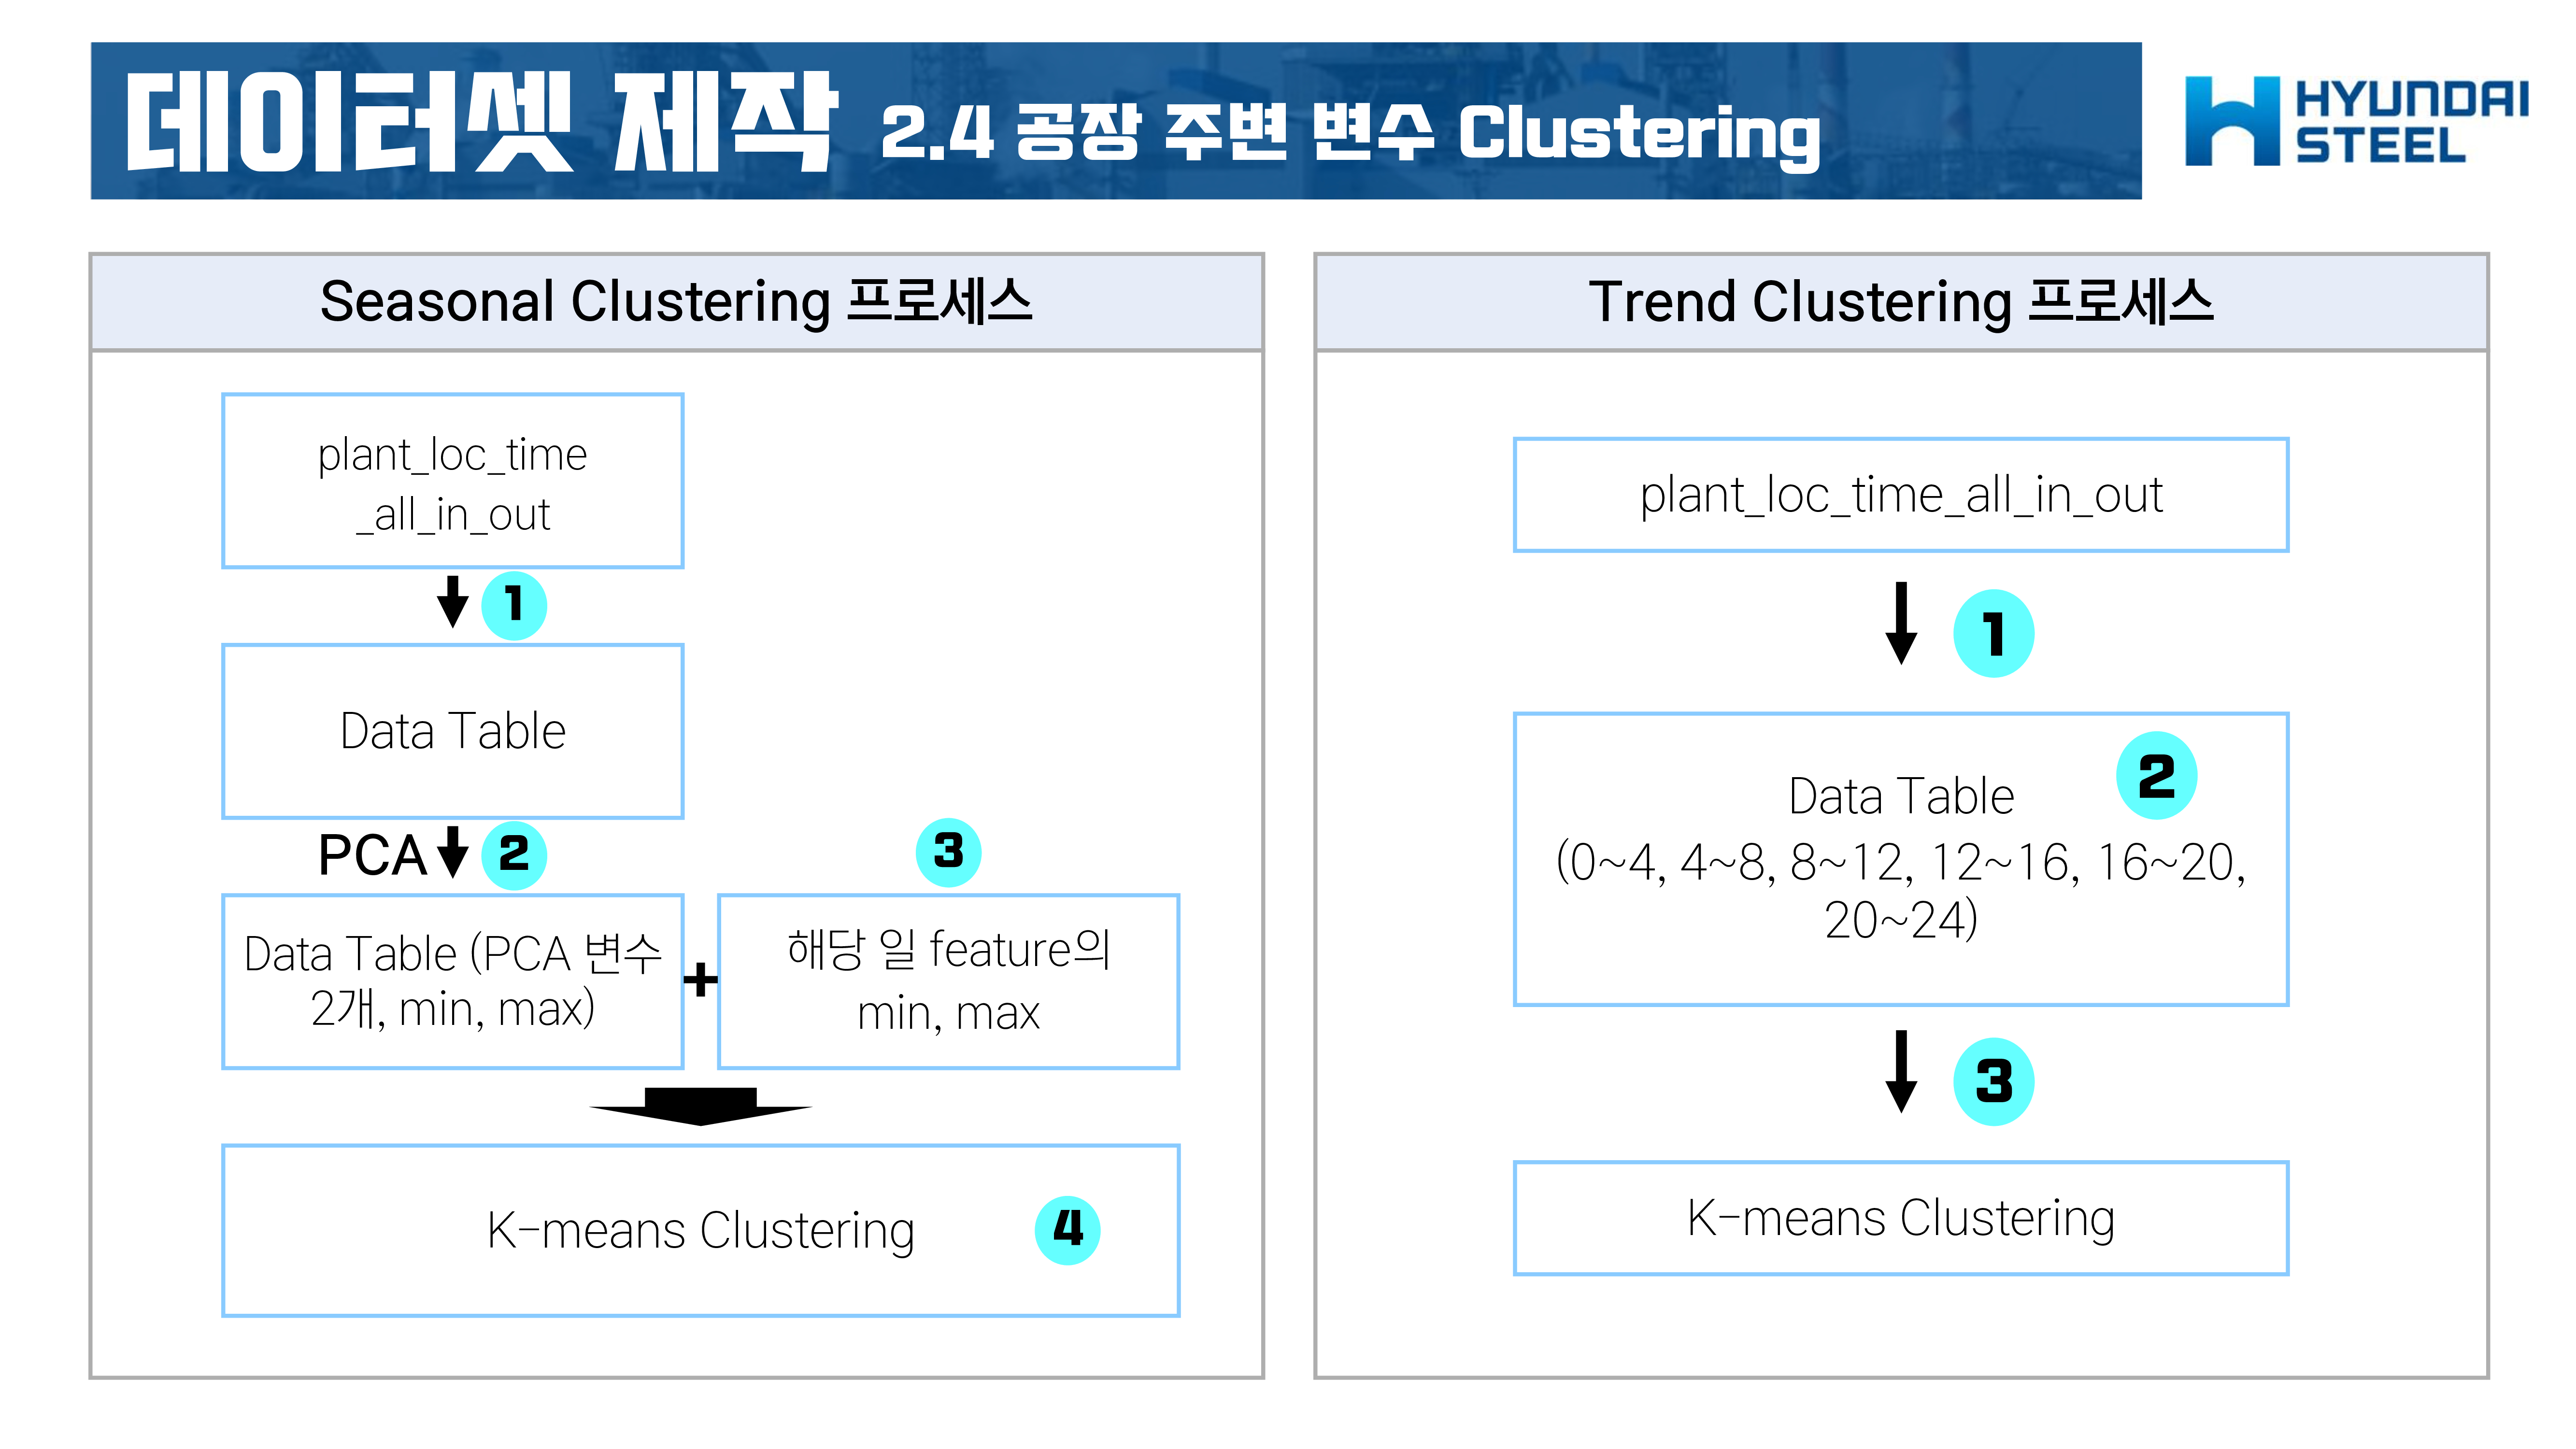 데이터셋 제작 2.4 공장 주변 변수 Clustering
HYUNDAI
STEEL
Seasonal Clustering 프로세스
plant_loc_time
_all_in_out
1
Data Table
PCA 2
3
Data Table (PCA 변수
2개, min, max)
+
해당 일 feature의
min, max
K-means Clustering 4
Trend Clustering 프로세스
plant_loc_time_all_in_out
1
2
Data Table
(0~4, 4~8, 8~12, 12~16, 16~20,
20~24)
3
K-means Clustering